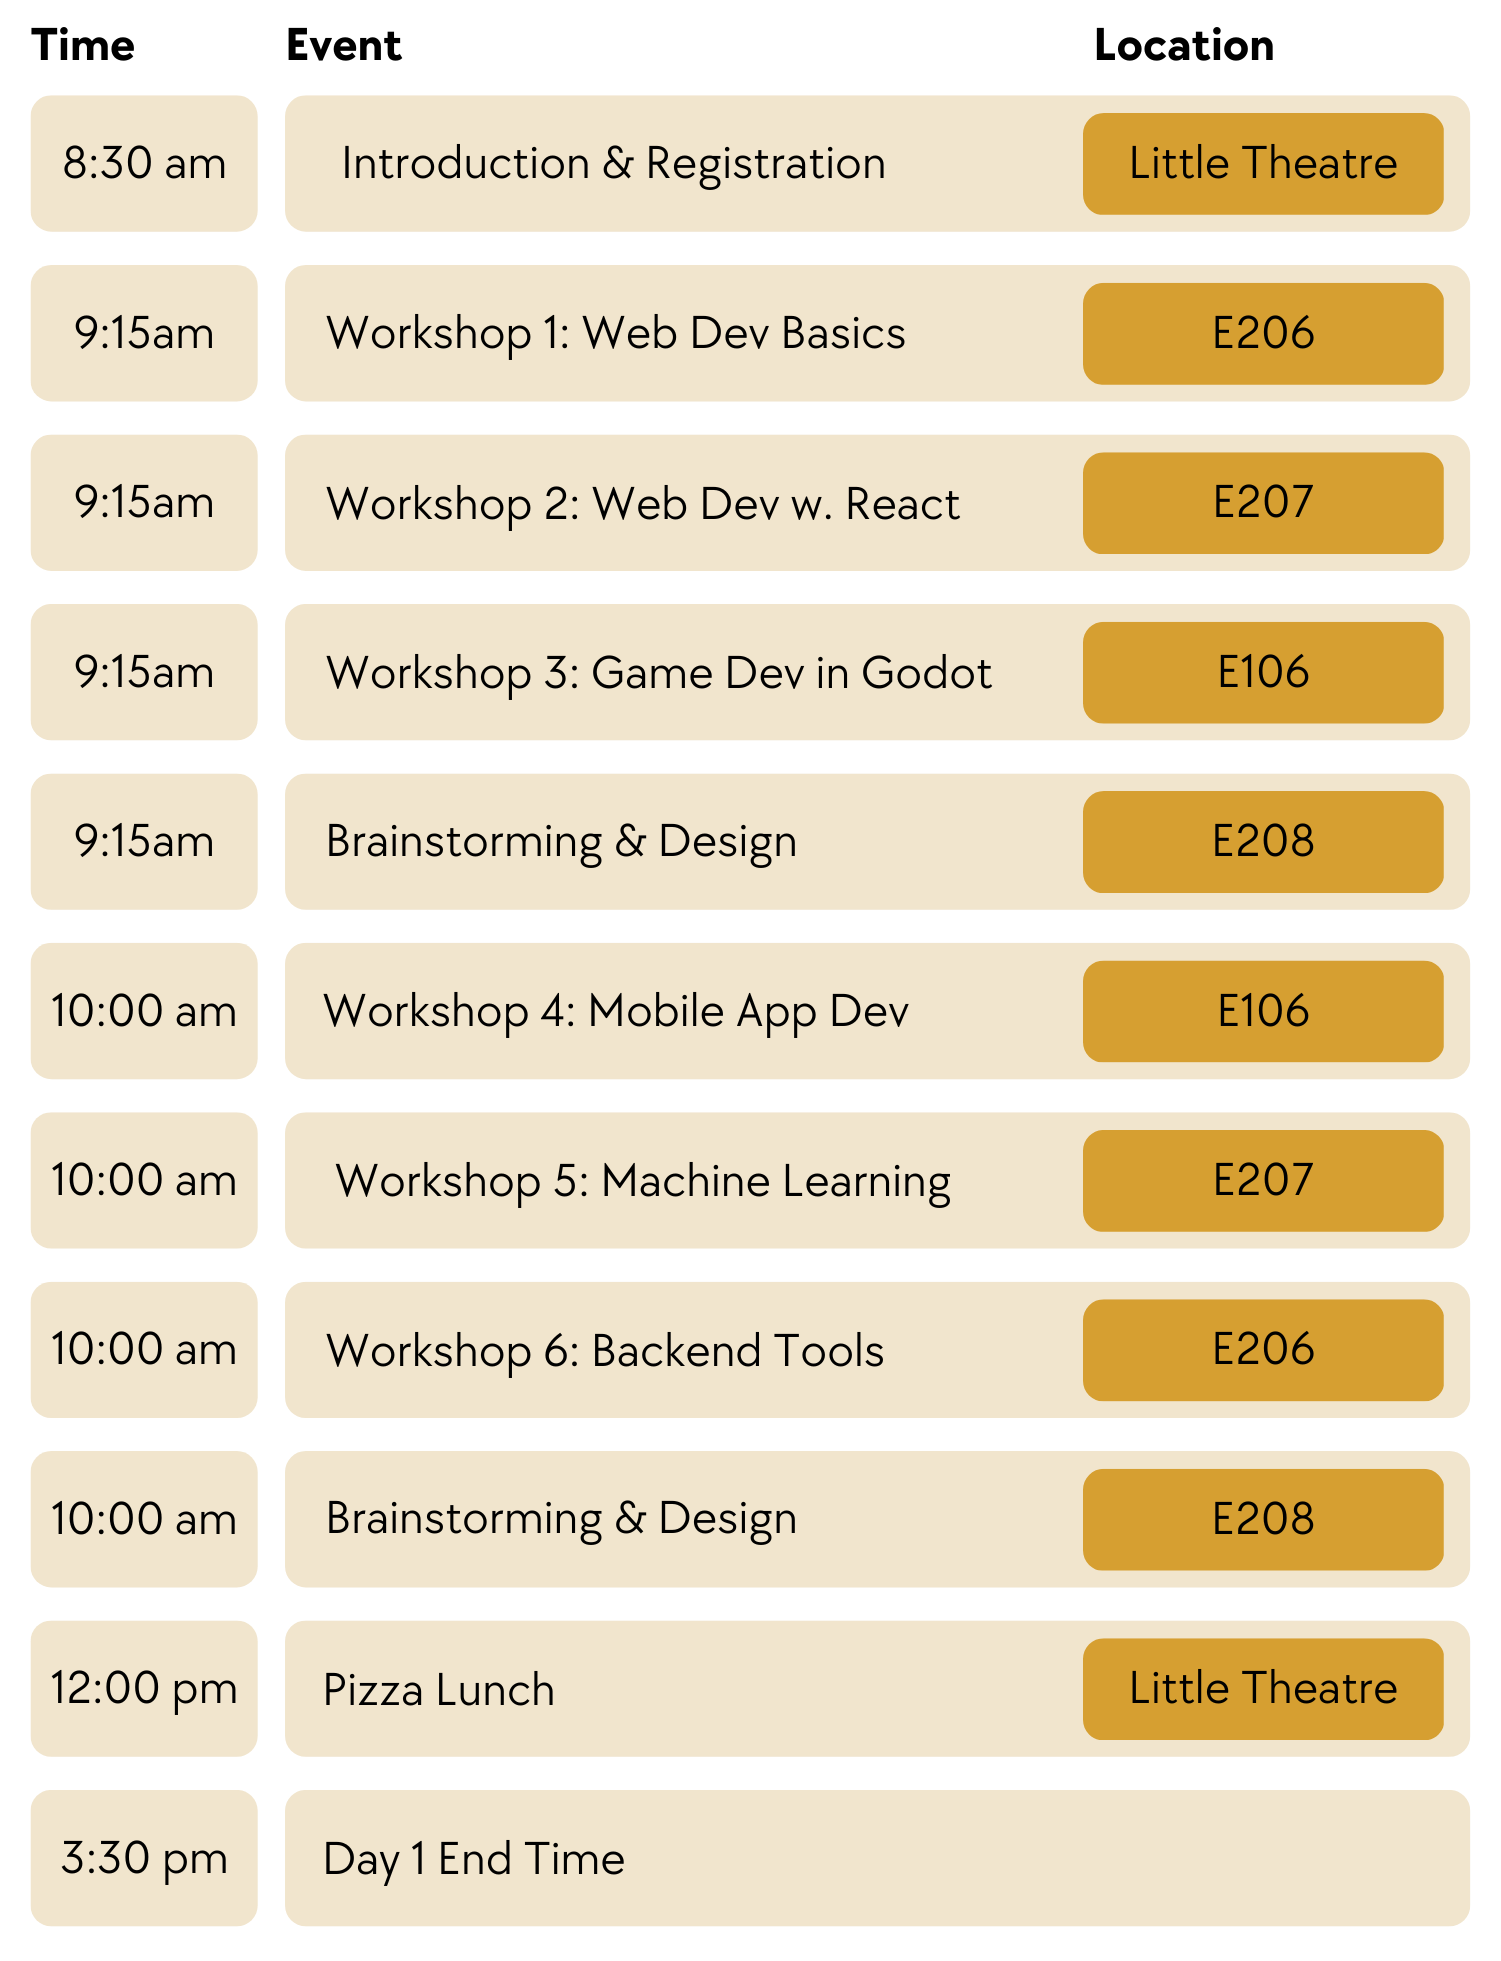 Time Event Location
8:30 am Introduction & Registration Little Theatre
9:15am Workshop 1: Web Dev Basics E206
9:15am Workshop 2: Web Dev w. React E207
9:15am Workshop 3: Game Dev in Godot E106
9:15am Brainstorming & Design E208
10:00 am Workshop 4: Mobile App Dev E106
10:00 am Workshop 5: Machine Learning E207
10:00 am Workshop 6: Backend Tools E206
10:00 am Brainstorming & Design E208
12:00 pm Pizza Lunch Little Theatre
3:30 pm Day 1 End Time